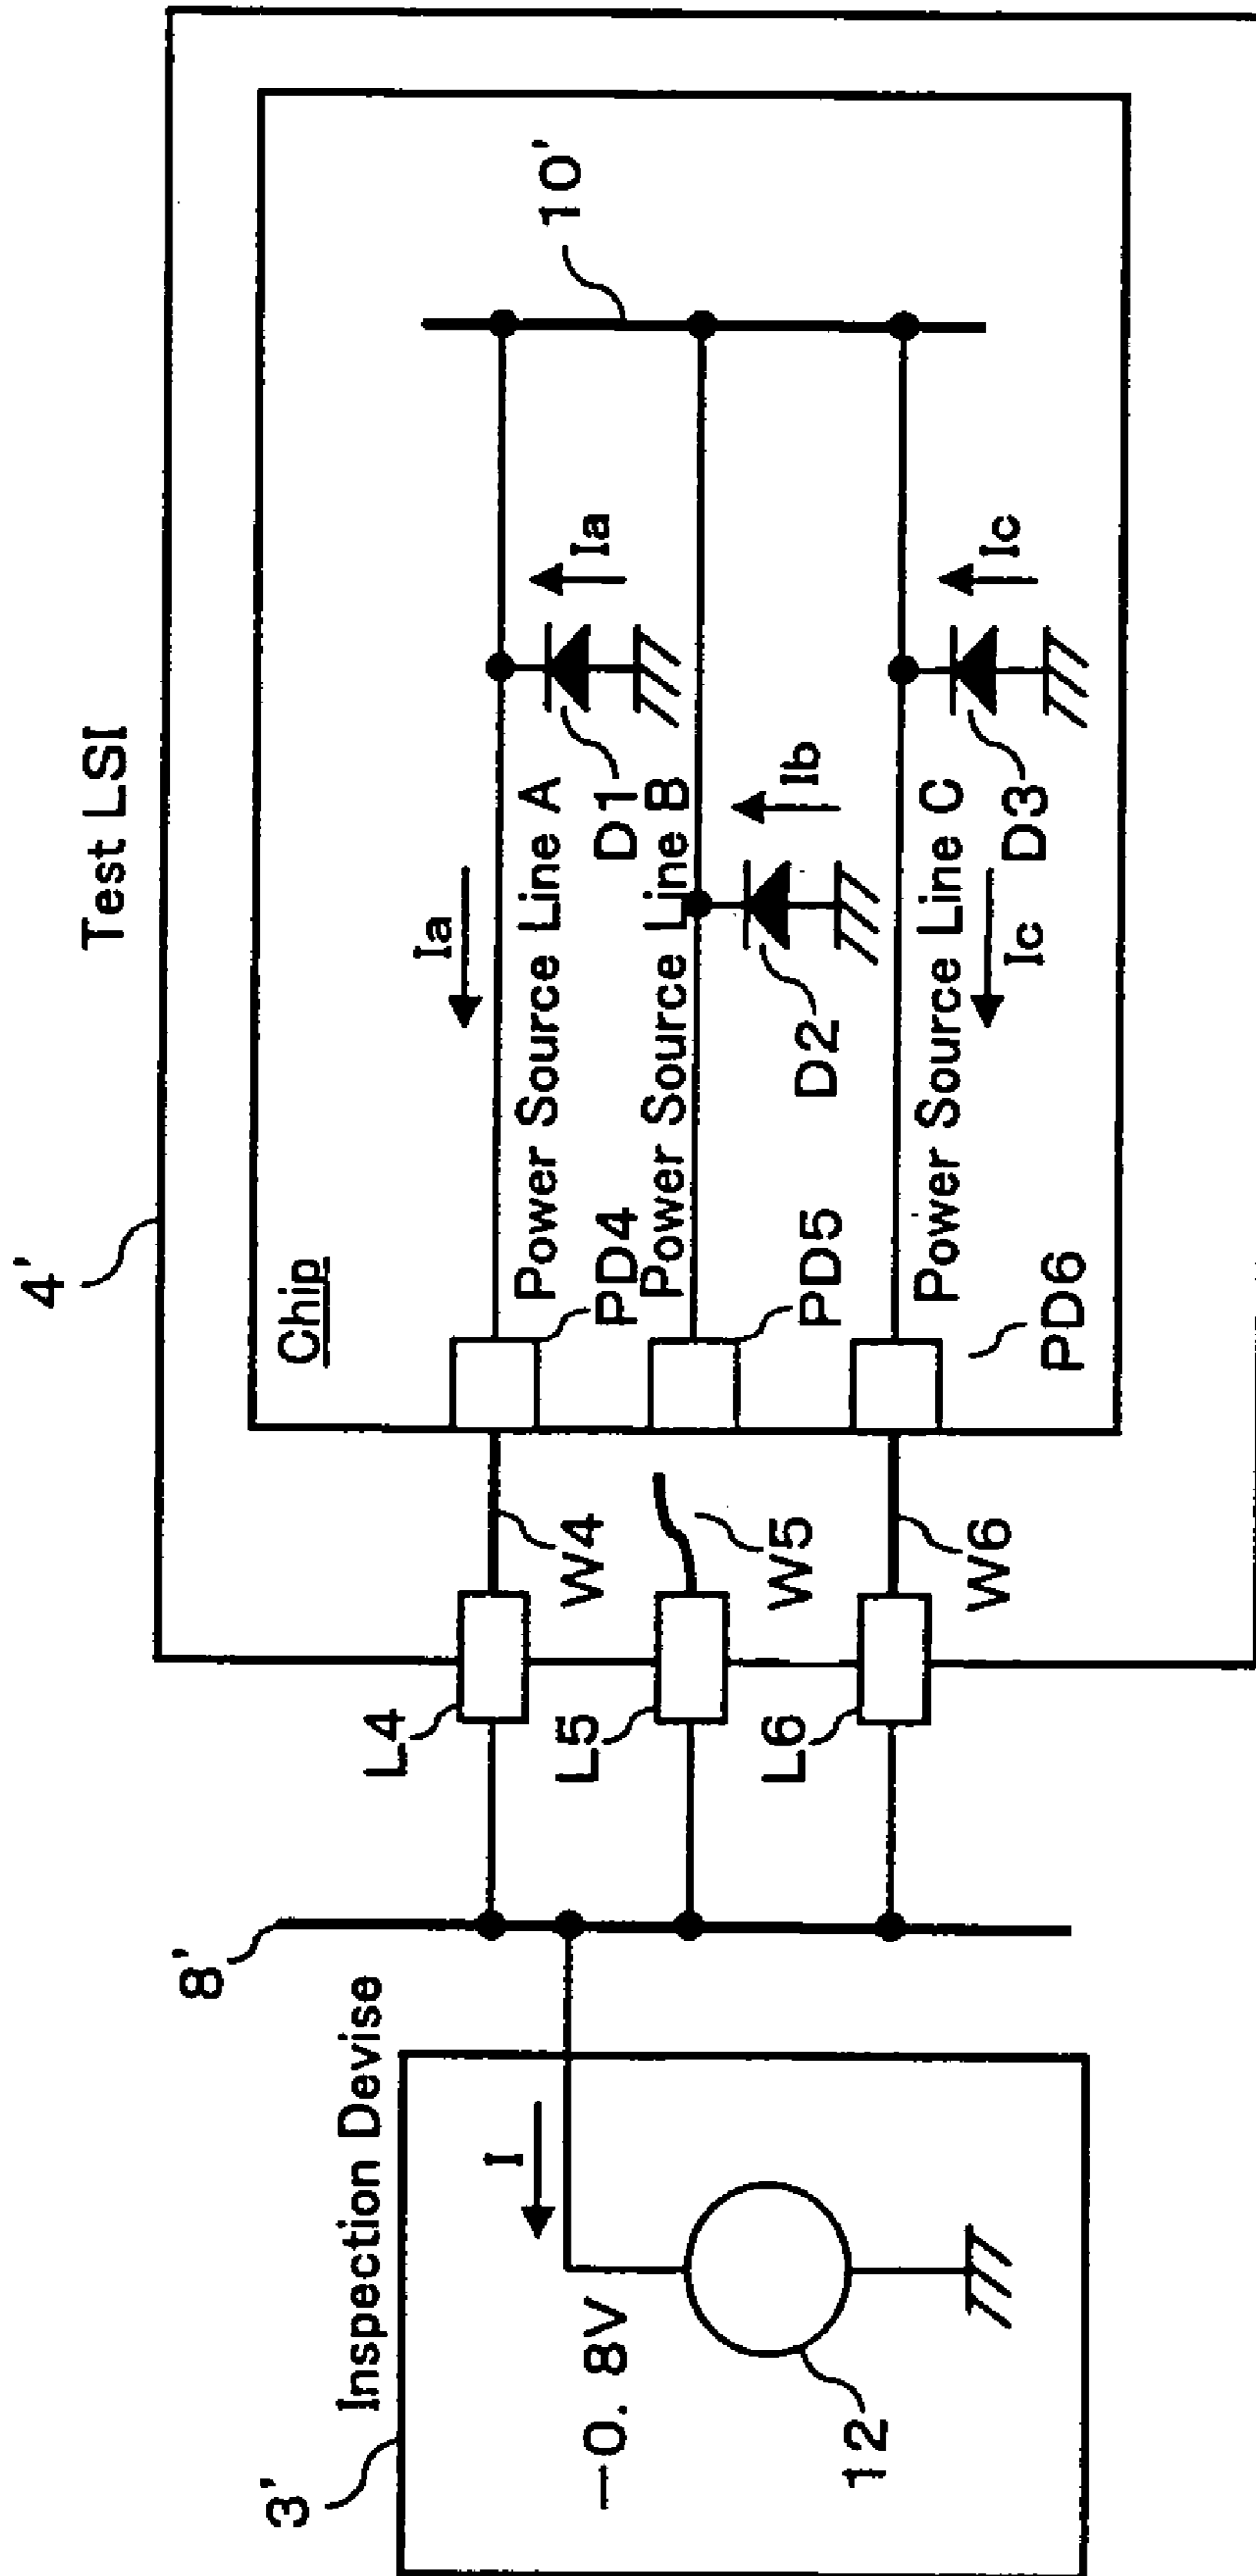 Test LSI
4'
Chip
10'
Ia
Ia
Power Source Line A
D1
PD4
Power Source Line B
Ib
D2
PD5
Power Source Line C
Ic
Ic
D3
PD6
W4
W5
W6
L4
L5
L6
8'
Inspection Devise
3'
I
—0. 8V
12